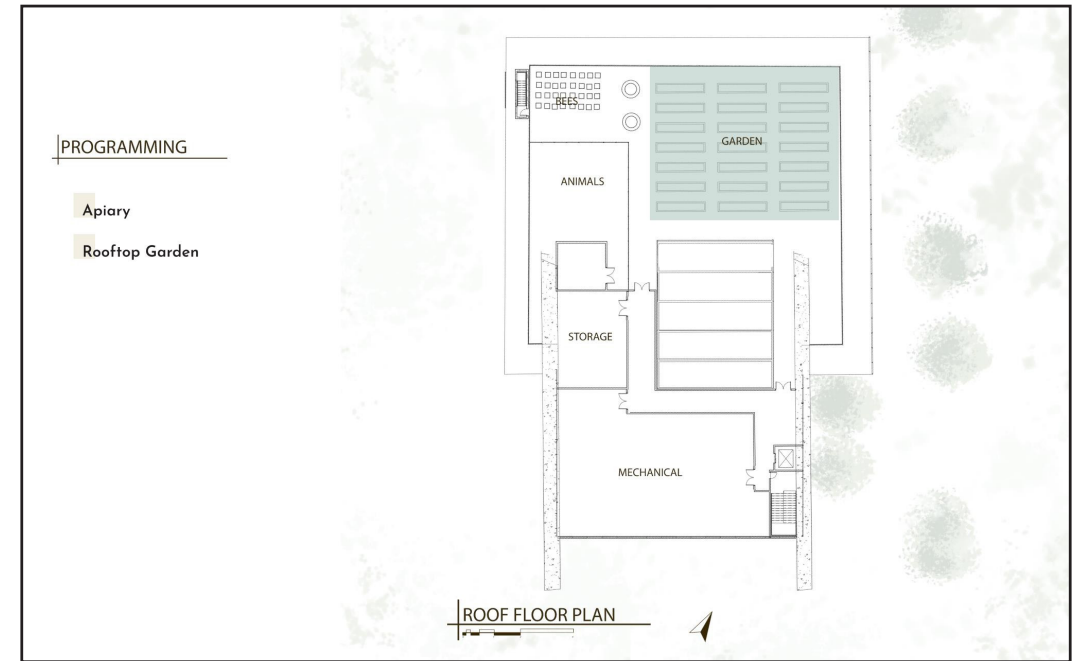 PROGRAMMING
Apiary
Rooftop Garden
BEES
GARDEN
ANIMALS
STORAGE
MECHANICAL
ROOF FLOOR PLAN